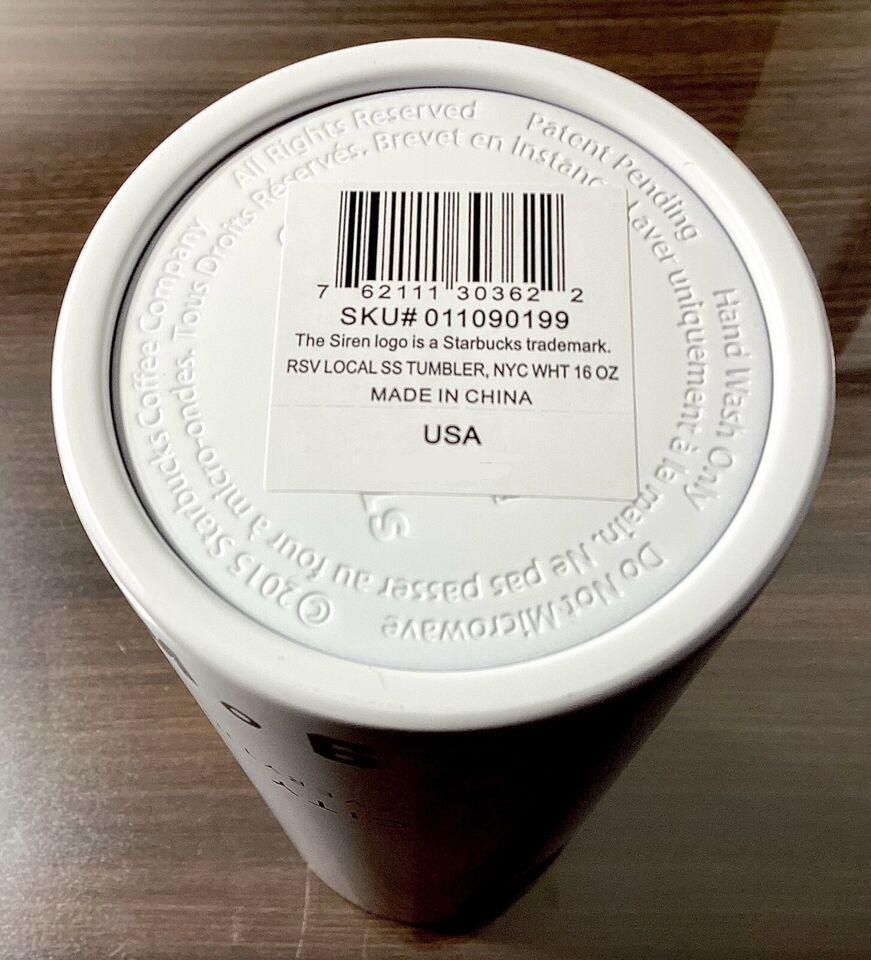 7 62111 30362 2
SKU# 011090199
The Siren logo is a Starbucks trademark.
RSV LOCAL SS TUMBLER, NYC WHT 16 OZ
MADE IN CHINA
USA
©2015 Starbucks Coffee Company All Rights Reserved Patent Pending Hand Wash Only Do Not Microwave
Tous Droits Réservés. Brevet en instance Laver uniquement à la main. Ne pas passer au four à micro-ondes.